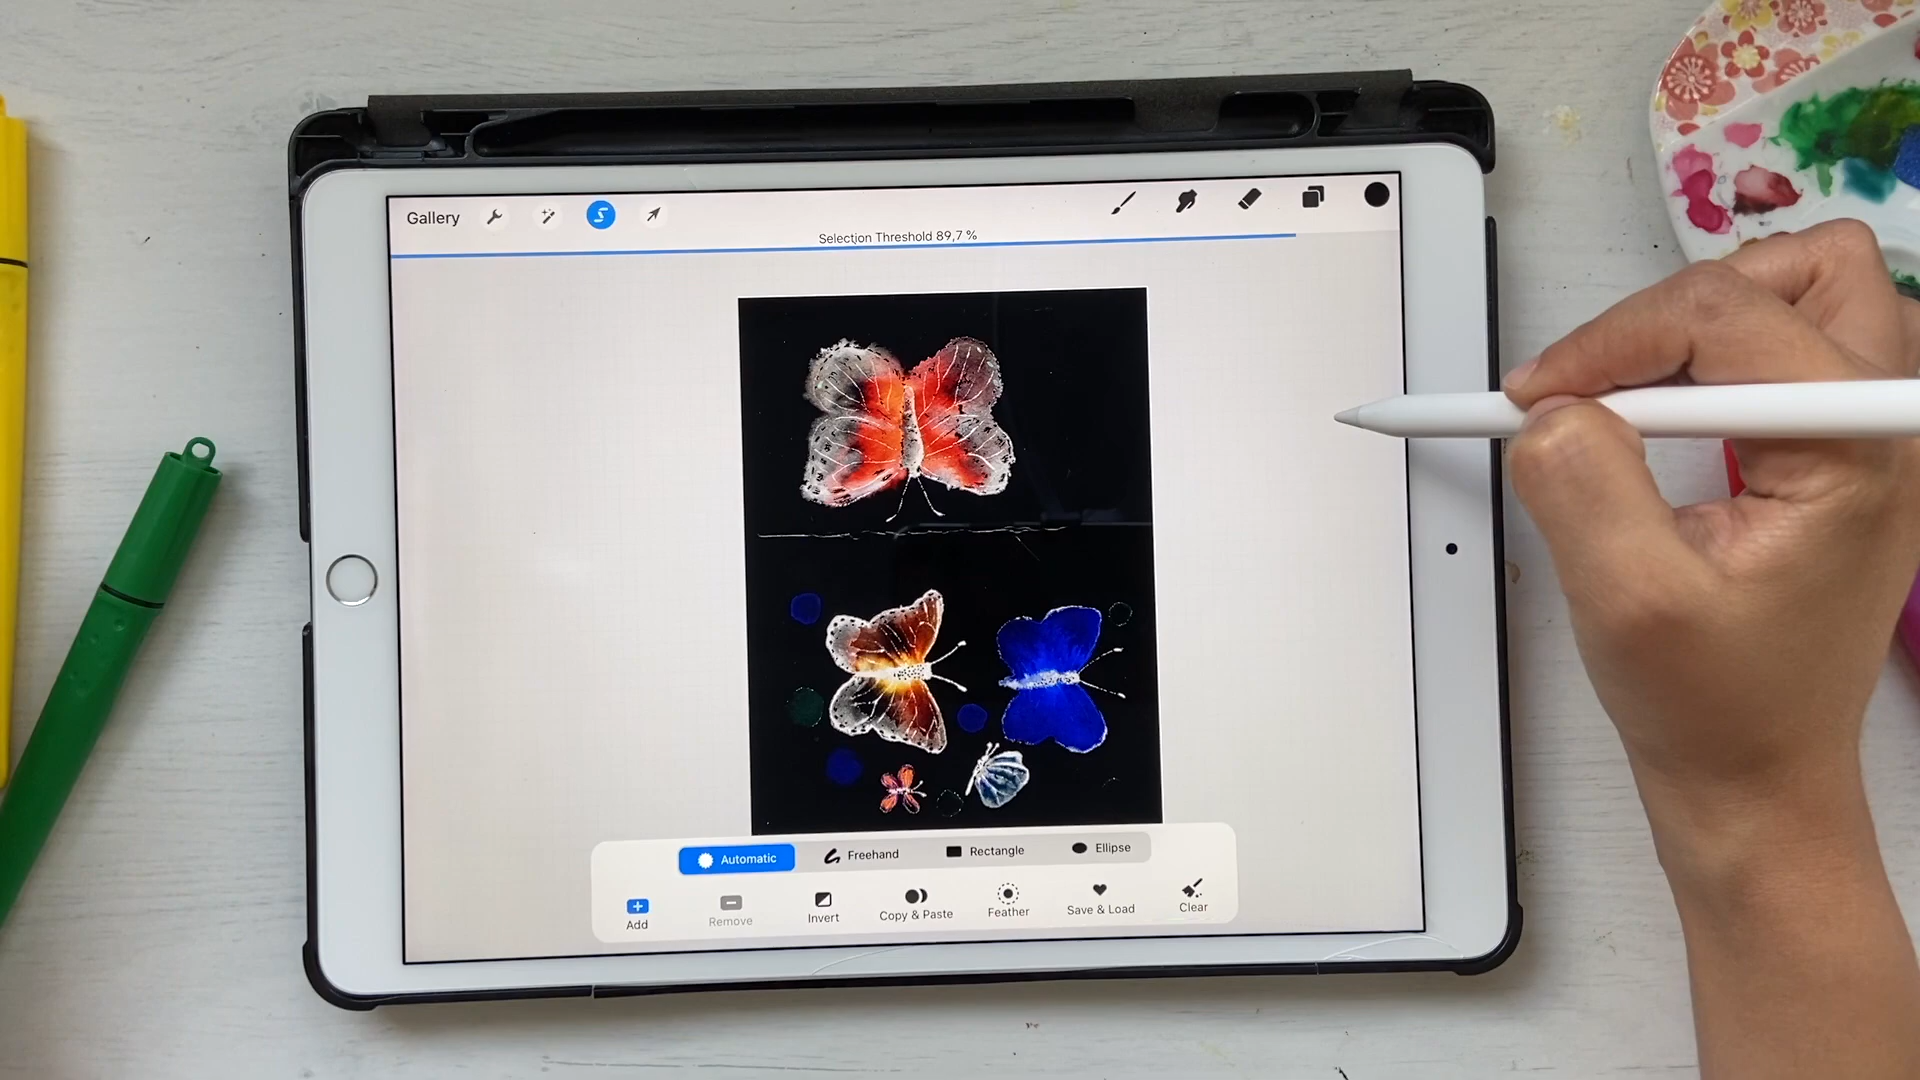 Gallery
Selection Threshold 89,7 %
Automatic
Freehand
Rectangle
Ellipse
Add
Remove
Invert
Copy & Paste
Feather
Save & Load
Clear